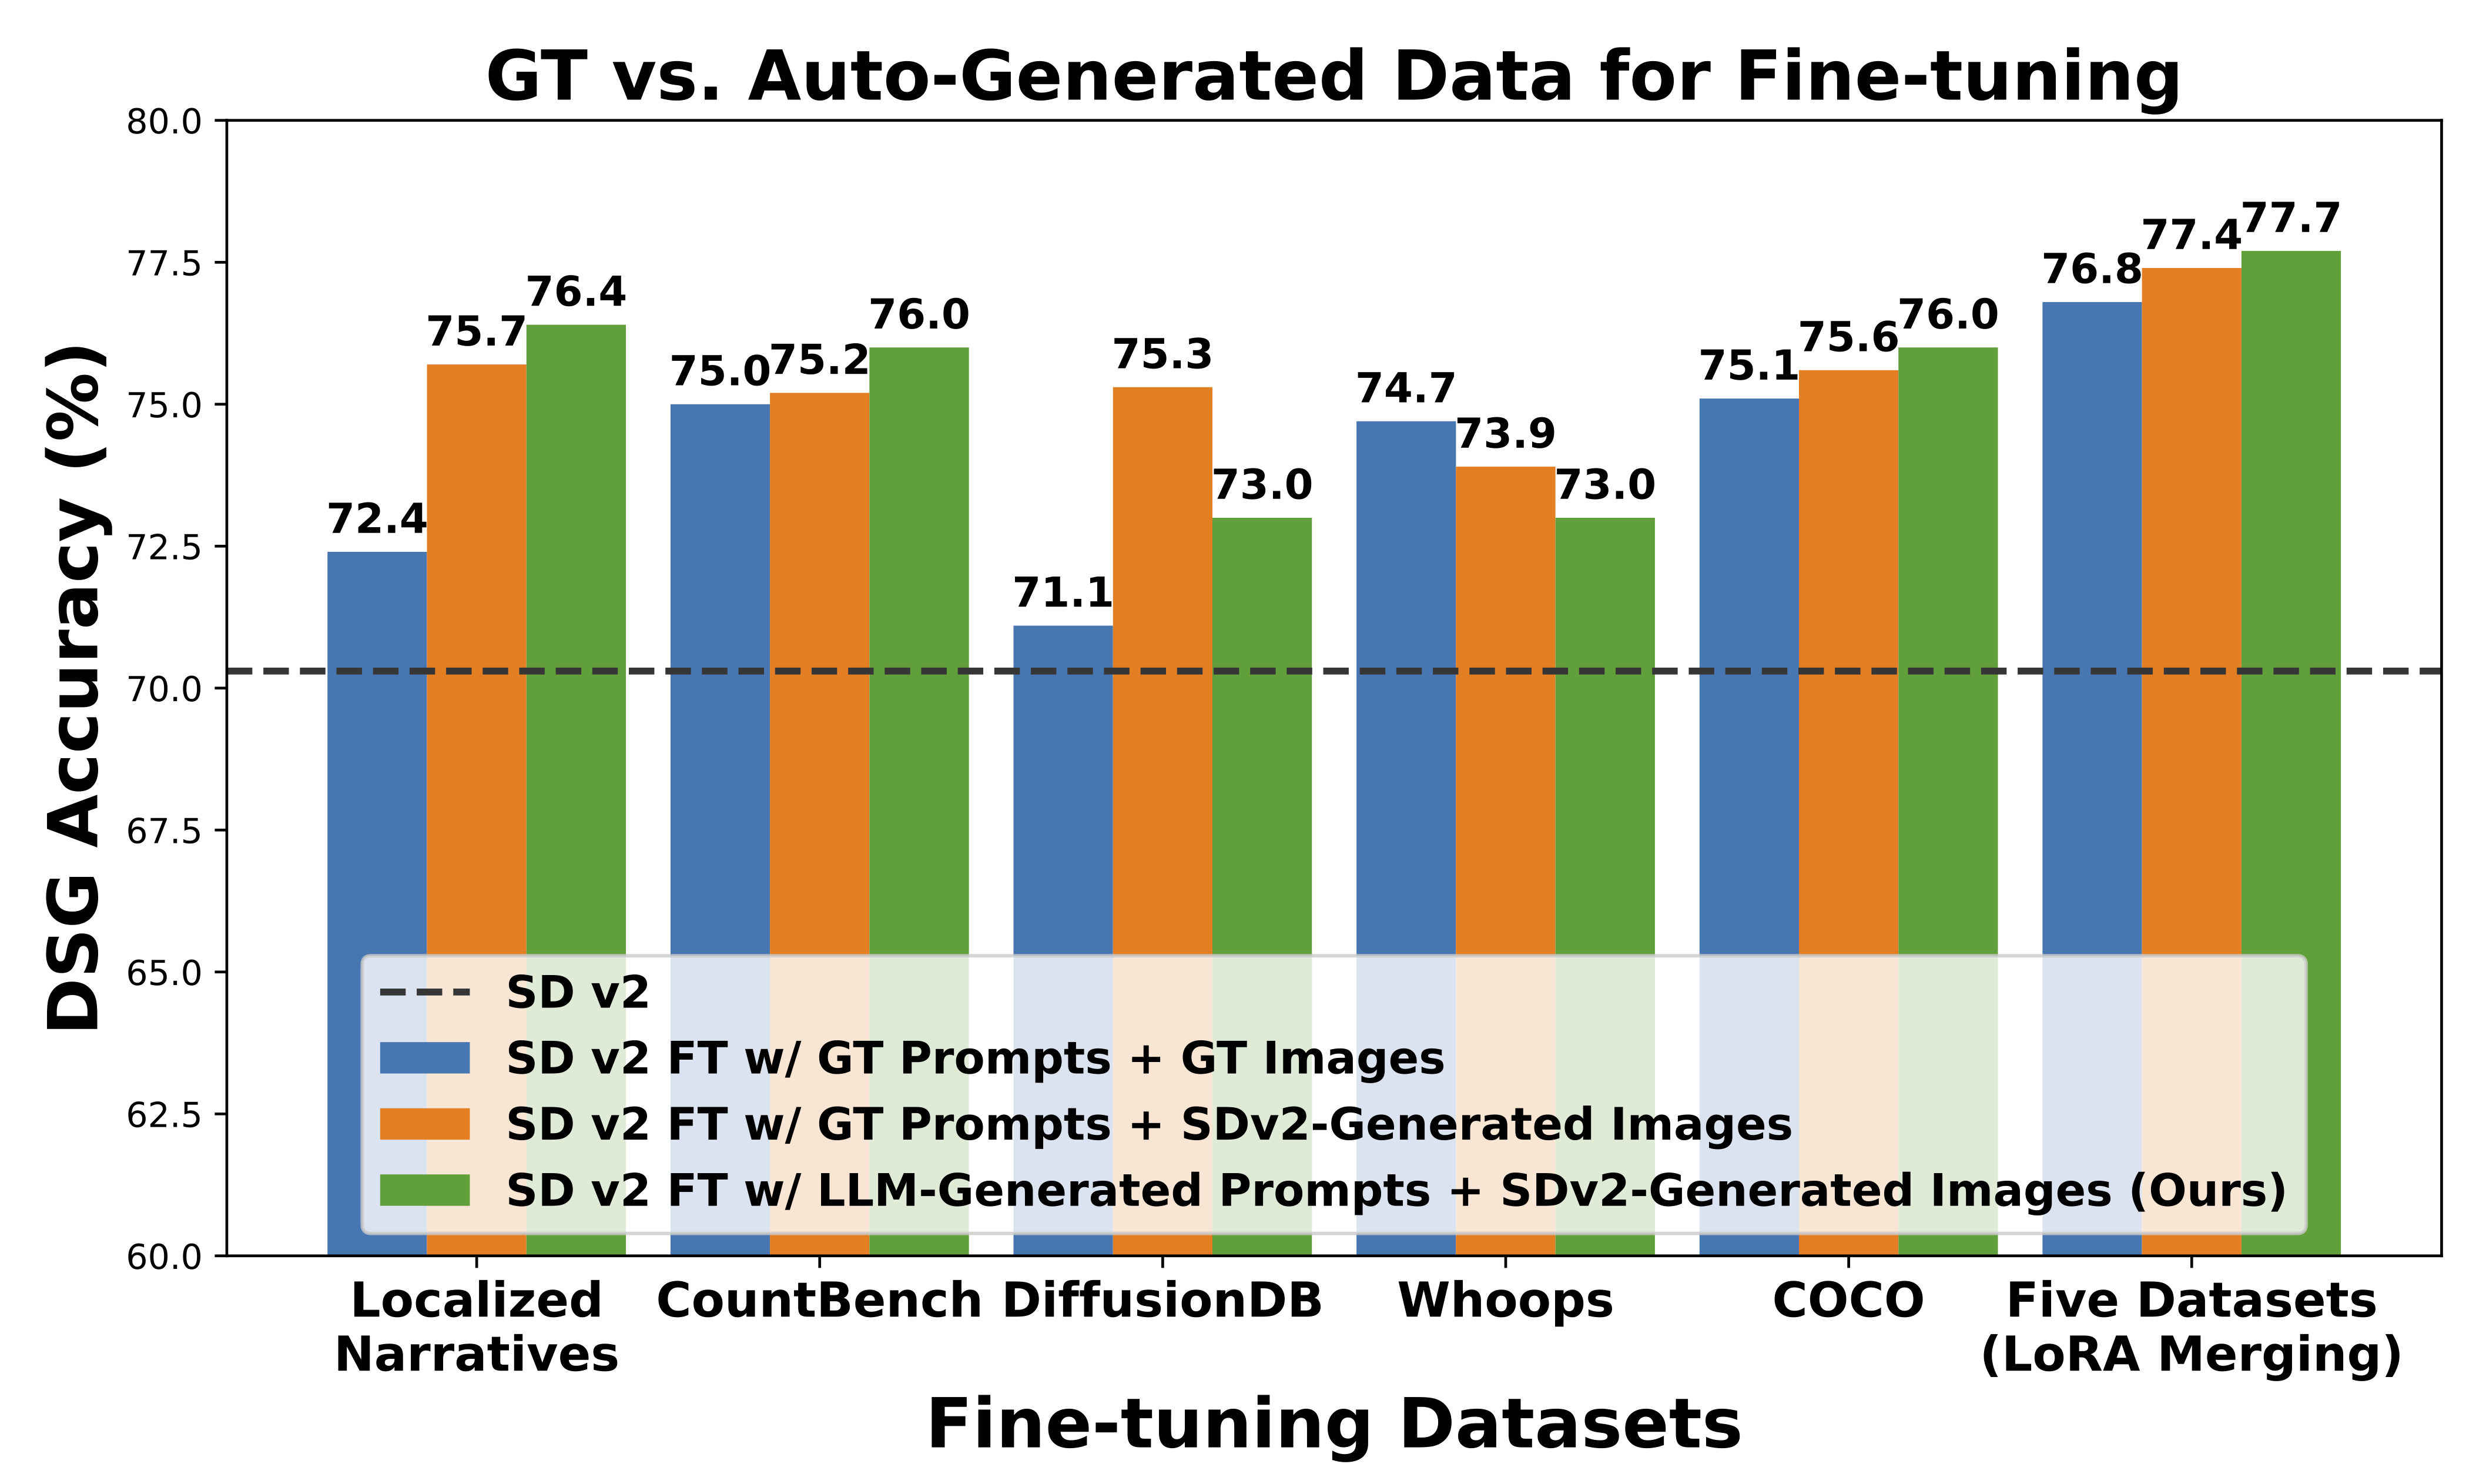 GT vs. Auto-Generated Data for Fine-tuning
DSG Accuracy (%)
80.0
77.5
75.0
72.5
70.0
67.5
65.0
62.5
60.0
72.4
75.7
76.4
75.0
75.2
76.0
71.1
75.3
73.0
74.7
73.9
73.0
75.1
75.6
76.0
76.8
77.4
77.7
SD v2
SD v2 FT w/ GT Prompts + GT Images
SD v2 FT w/ GT Prompts + SDv2-Generated Images
SD v2 FT w/ LLM-Generated Prompts + SDv2-Generated Images (Ours)
Localized
Narratives
CountBench
DiffusionDB
Whoops
COCO
Five Datasets
(LoRA Merging)
Fine-tuning Datasets